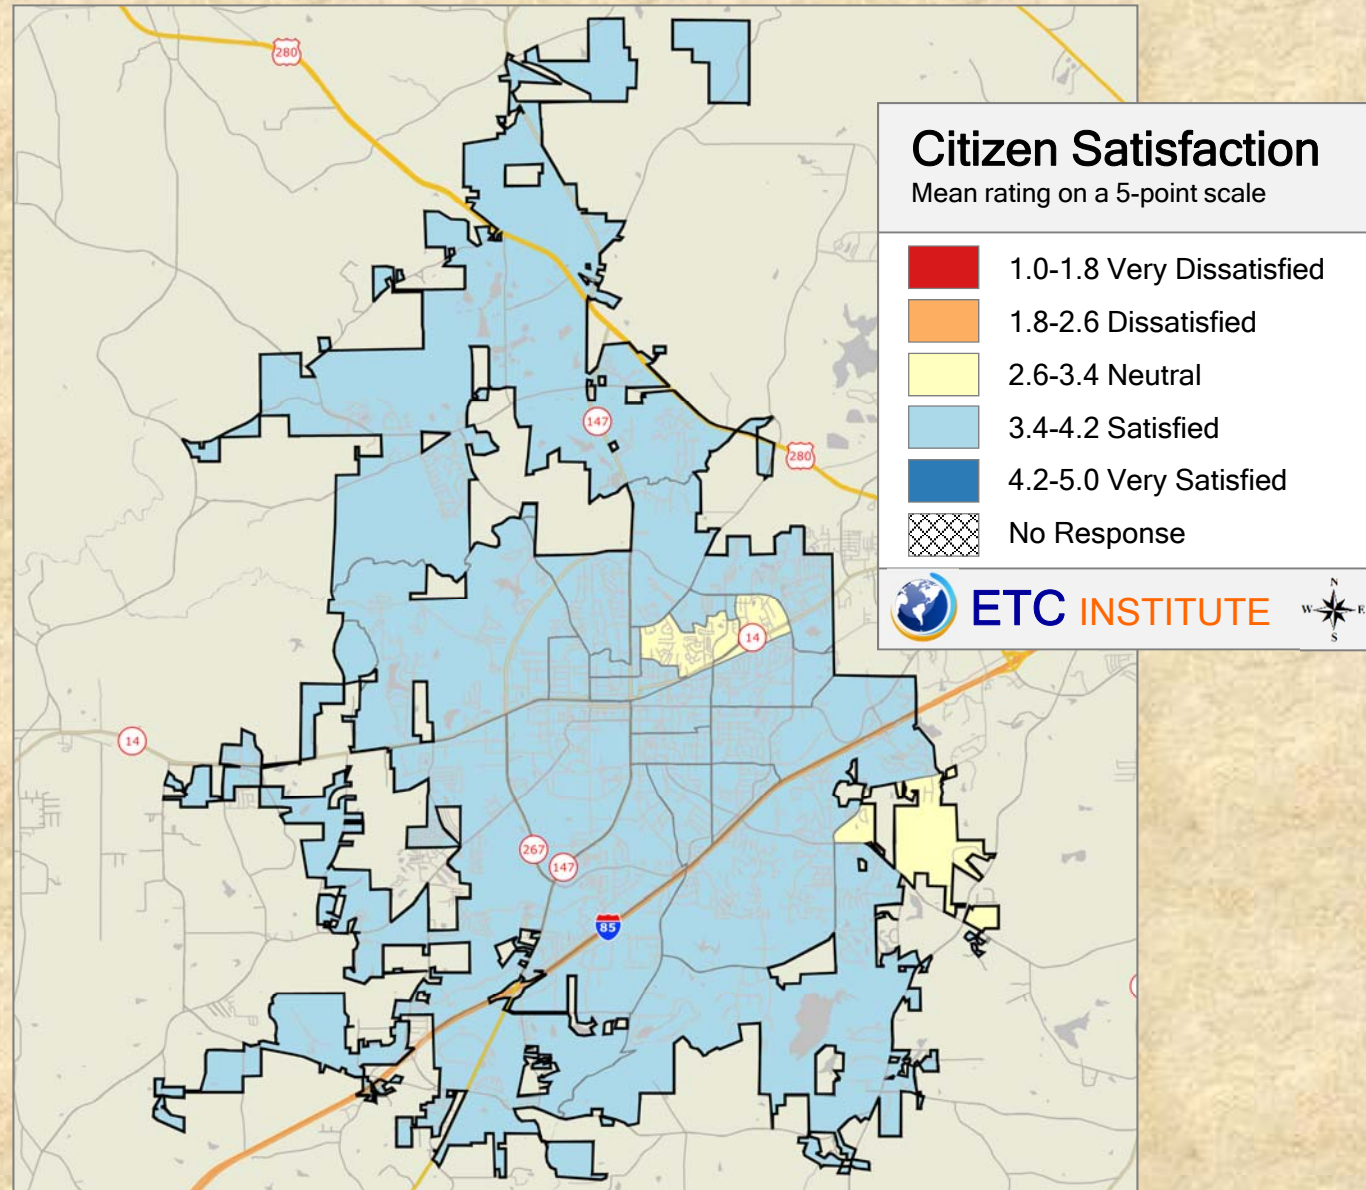 280
Citizen Satisfaction
Mean rating on a 5-point scale
1.0-1.8 Very Dissatisfied
1.8-2.6 Dissatisfied
2.6-3.4 Neutral
3.4-4.2 Satisfied
4.2-5.0 Very Satisfied
No Response
ETC INSTITUTE
N
W E
S
147
280
14
14
267
147
85